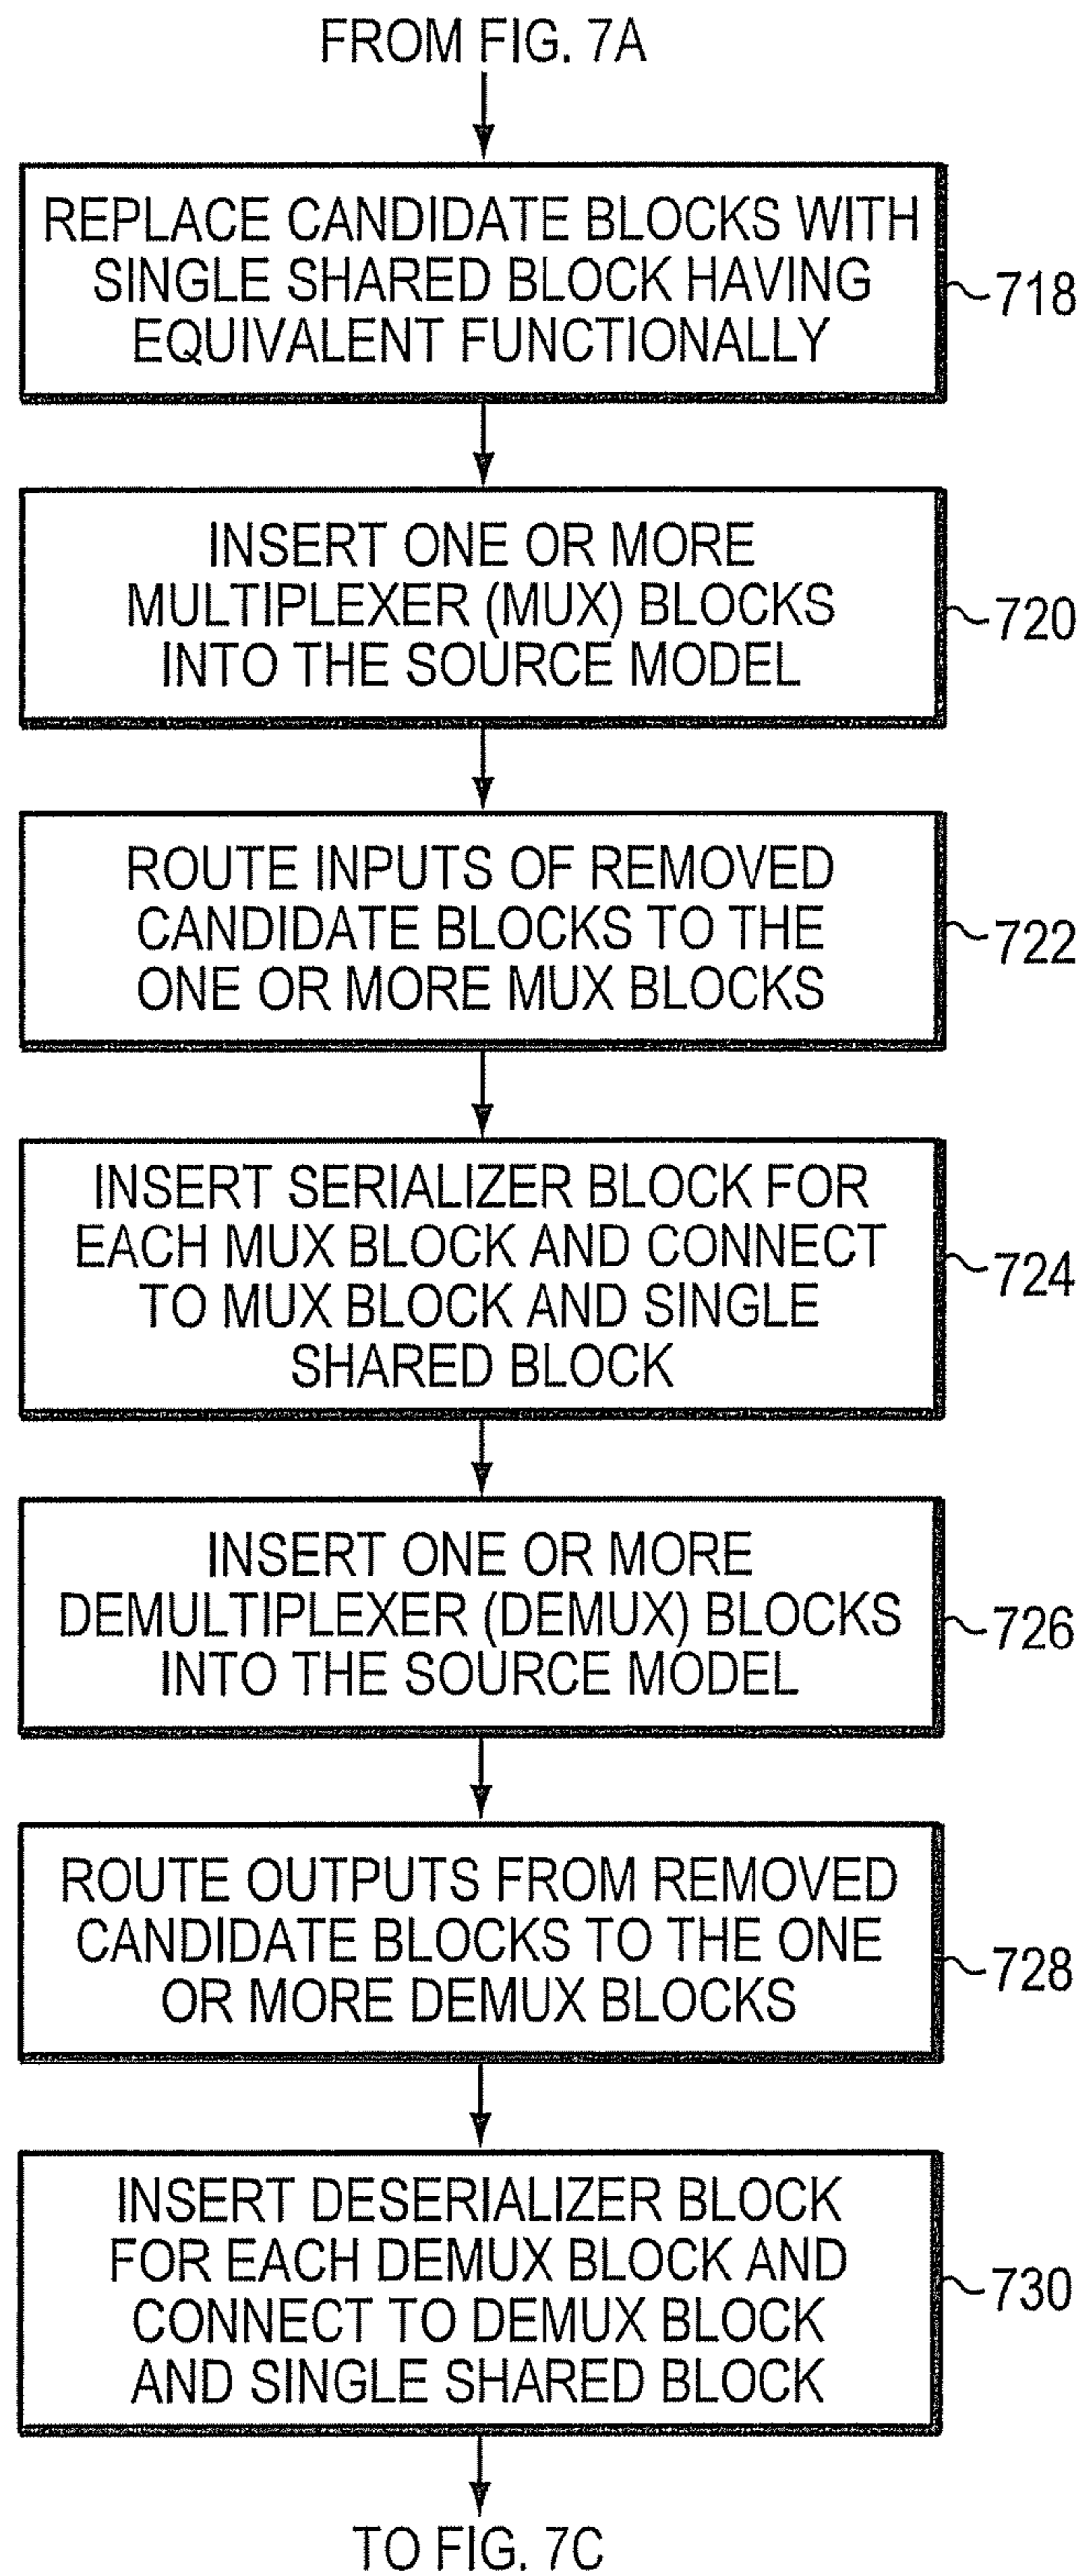 FROM FIG. 7A
REPLACE CANDIDATE BLOCKS WITH
SINGLE SHARED BLOCK HAVING
EQUIVALENT FUNCTIONALLY
718
INSERT ONE OR MORE
MULTIPLEXER (MUX) BLOCKS
INTO THE SOURCE MODEL
720
ROUTE INPUTS OF REMOVED
CANDIDATE BLOCKS TO THE
ONE OR MORE MUX BLOCKS
722
INSERT SERIALIZER BLOCK FOR
EACH MUX BLOCK AND CONNECT
TO MUX BLOCK AND SINGLE
SHARED BLOCK
724
INSERT ONE OR MORE
DEMULTIPLEXER (DEMUX) BLOCKS
INTO THE SOURCE MODEL
726
ROUTE OUTPUTS FROM REMOVED
CANDIDATE BLOCKS TO THE ONE
OR MORE DEMUX BLOCKS
728
INSERT DESERIALIZER BLOCK
FOR EACH DEMUX BLOCK AND
CONNECT TO DEMUX BLOCK
AND SINGLE SHARED BLOCK
730
TO FIG. 7C